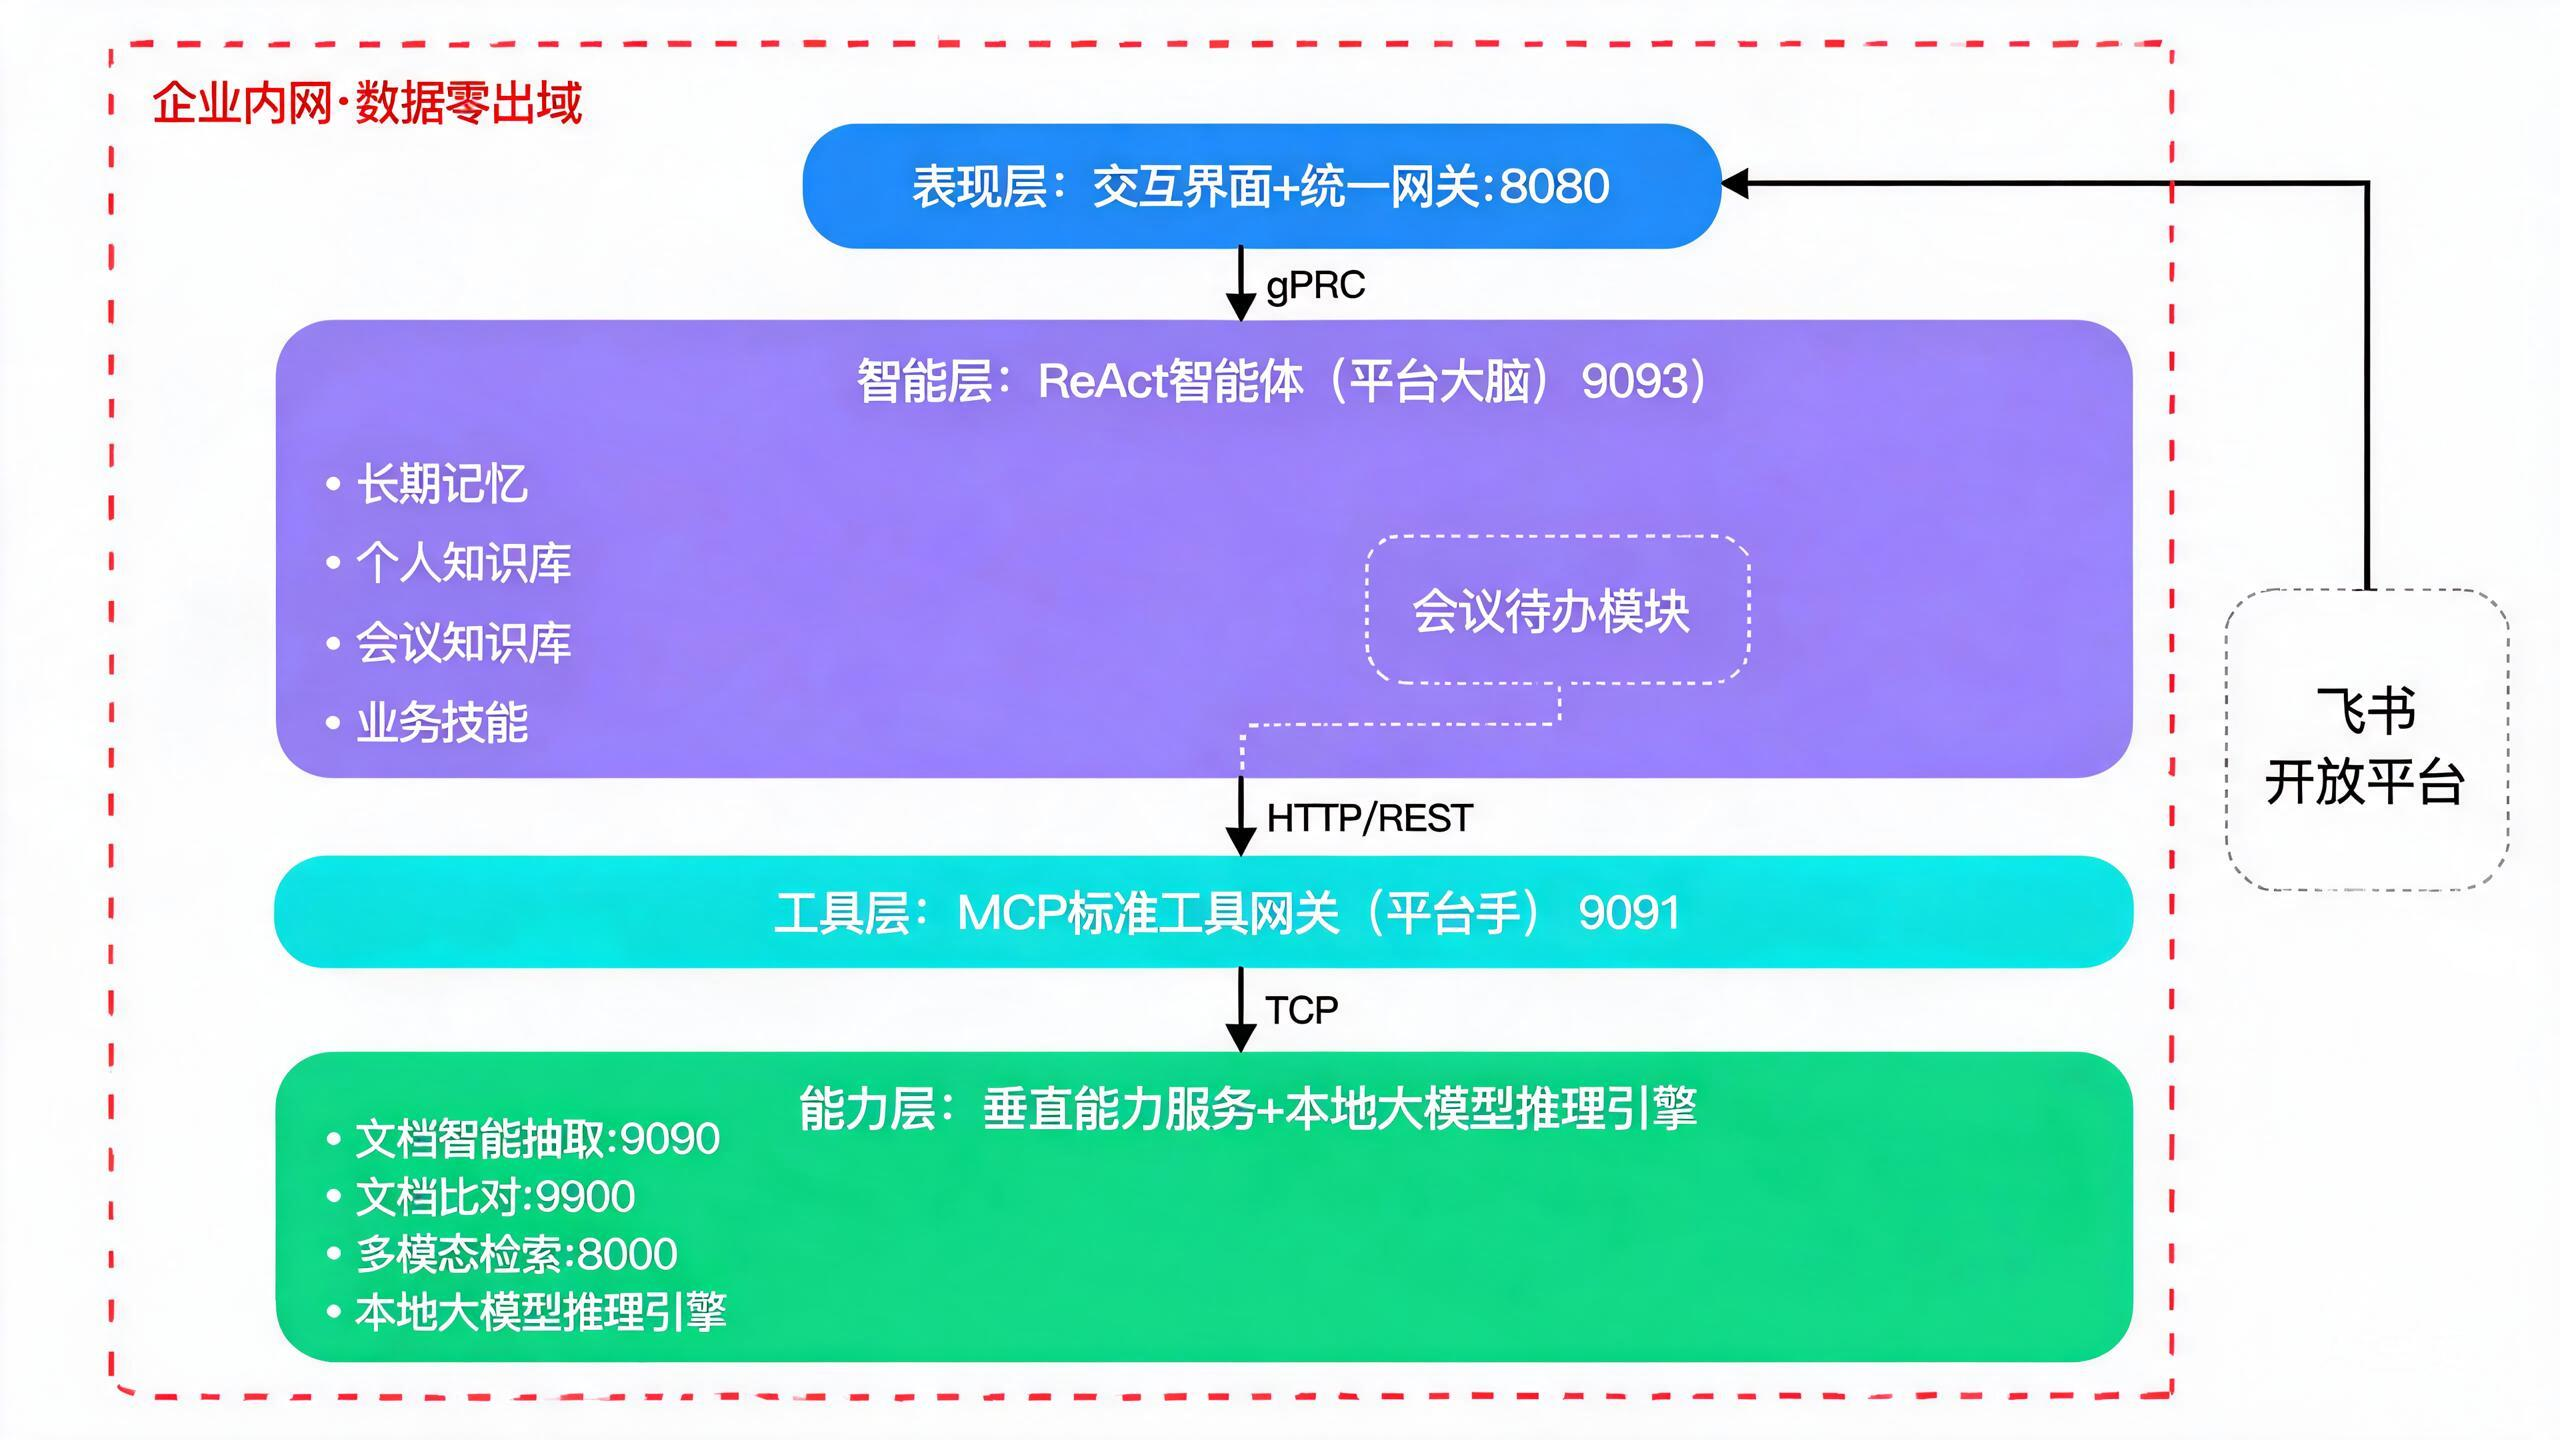 企业内网·数据零出域
表现层：交互界面+统一网关:8080
gPRC
智能层：ReAct智能体（平台大脑） 9093）
• 长期记忆
• 个人知识库
• 会议知识库
• 业务技能
会议待办模块
飞书
开放平台
HTTP/REST
工具层：MCP标准工具网关（平台手） 9091
TCP
能力层：垂直能力服务+本地大模型推理引擎
• 文档智能抽取:9090
• 文档比对:9900
• 多模态检索:8000
• 本地大模型推理引擎